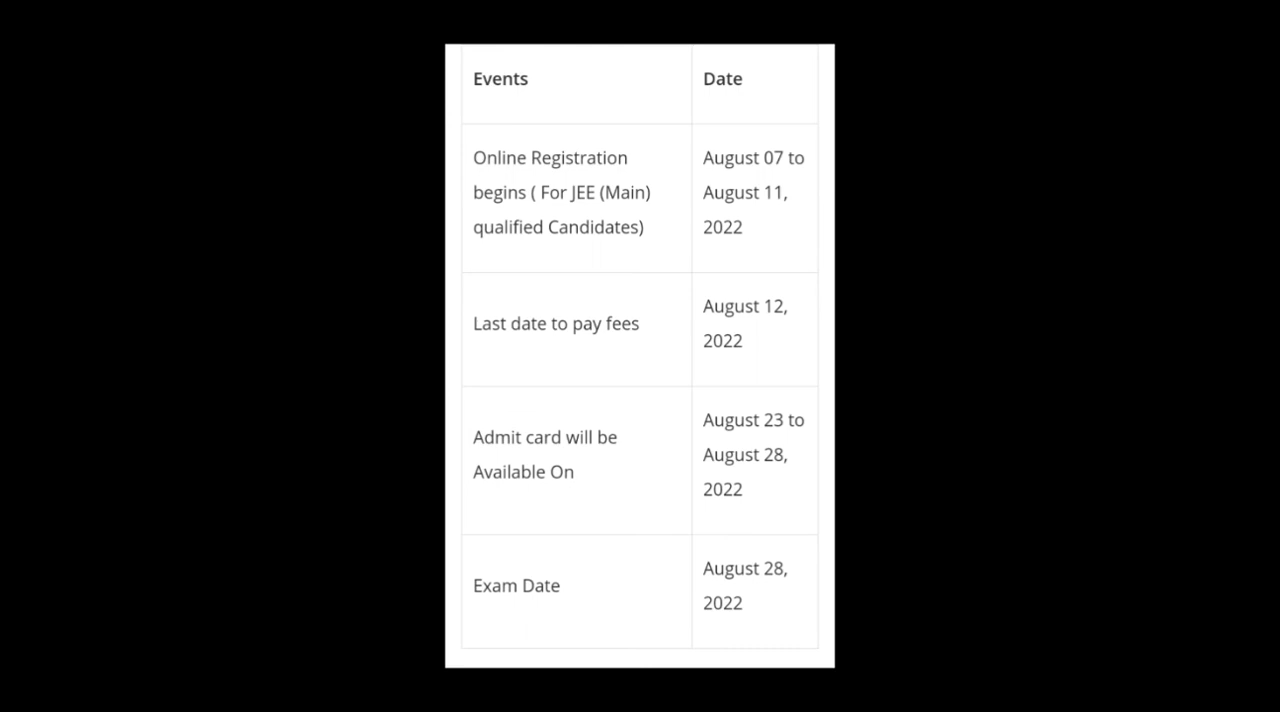 Events
Date
Online Registration
begins ( For JEE (Main)
qualified Candidates)
August 07 to
August 11,
2022
Last date to pay fees
August 12,
2022
Admit card will be
Available On
August 23 to
August 28,
2022
Exam Date
August 28,
2022